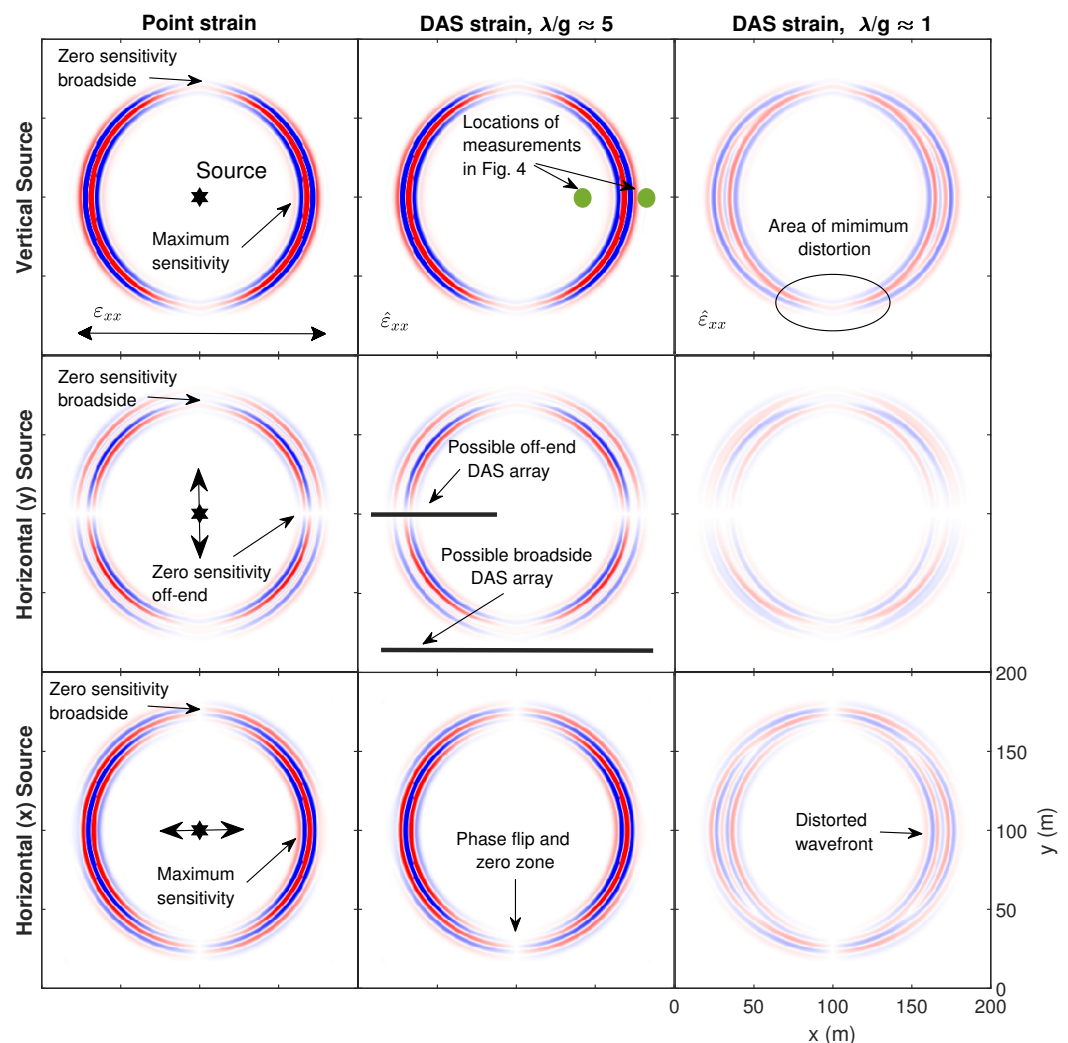 Point strain
DAS strain, λ/g ≈ 5
DAS strain, λ/g ≈ 1
Vertical Source
Zero sensitivity
broadside
Source
Maximum
sensitivity
εxx
Locations of
measurements
in Fig. 4
ε̂xx
Area of mimimum
distortion
ε̂xx
Horizontal (y) Source
Zero sensitivity
broadside
Zero sensitivity
off-end
Possible off-end
DAS array
Possible broadside
DAS array
Horizontal (x) Source
Zero sensitivity
broadside
Maximum
sensitivity
Phase flip and
zero zone
Distorted
wavefront
200
150
100
50
0
y (m)
0 50 100 150 200
x (m)